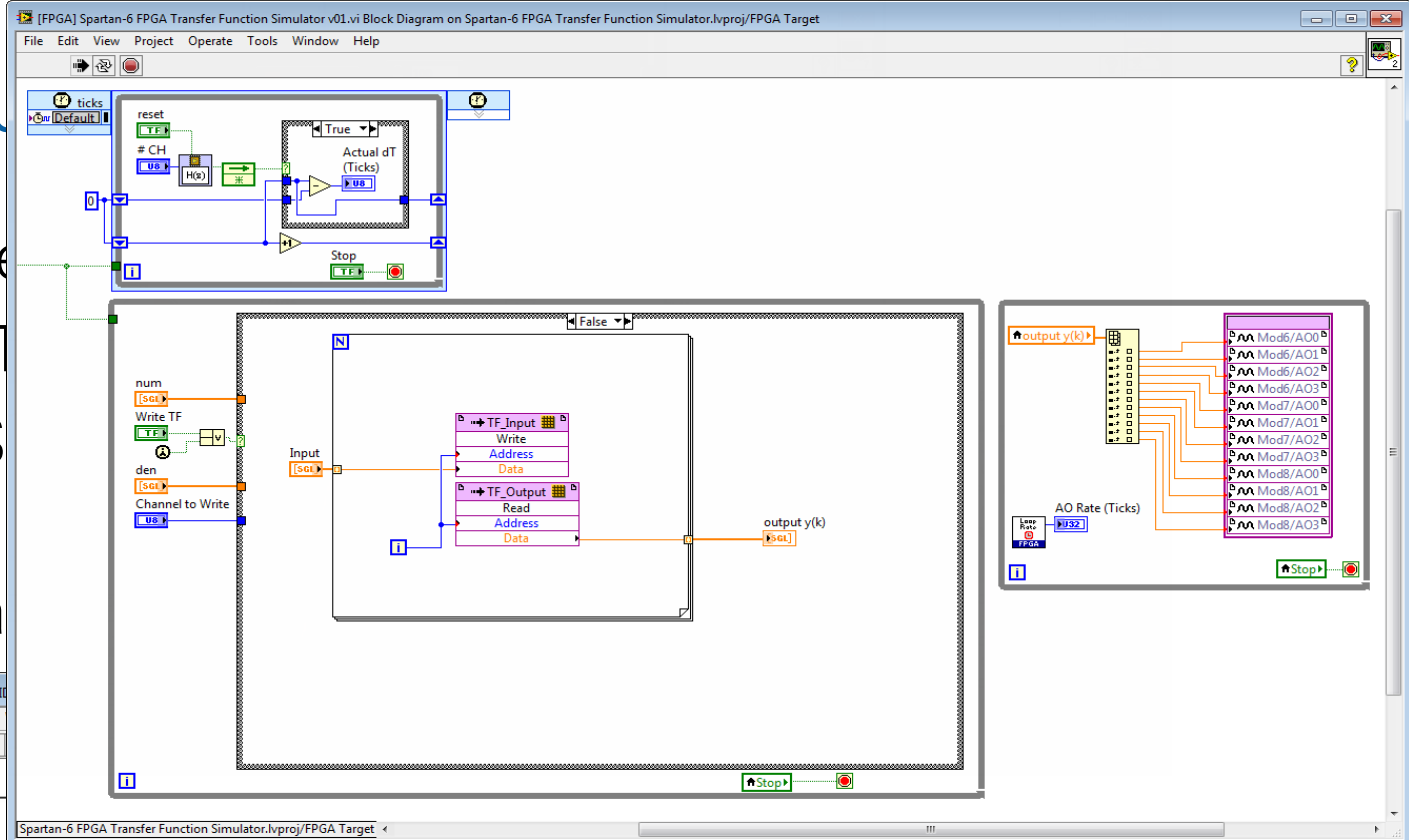 [FPGA] Spartan-6 FPGA Transfer Function Simulator v01.vi Block Diagram on Spartan-6 FPGA Transfer Function Simulator.lvproj/FPGA Target
File Edit View Project Operate Tools Window Help
2
ticks
Default
reset
TF
# CH
U8
H(z)
True
Actual dT
(Ticks)
U8
0
+1
Stop
TF
i
False
N
num
[SGL]
Write TF
TF
den
[SGL]
Channel to Write
U8
Input
[SGL]
TF_Input
Write
Address
Data
TF_Output
Read
Address
Data
i
output y(k)
[SGL]
i
Stop
output y(k)
Mod6/AO0
Mod6/AO1
Mod6/AO2
Mod6/AO3
Mod7/AO0
Mod7/AO1
Mod7/AO2
Mod7/AO3
Mod8/AO0
Mod8/AO1
Mod8/AO2
Mod8/AO3
AO Rate (Ticks)
Loop
Rate
FPGA
U32
i
Stop
Spartan-6 FPGA Transfer Function Simulator.lvproj/FPGA Target